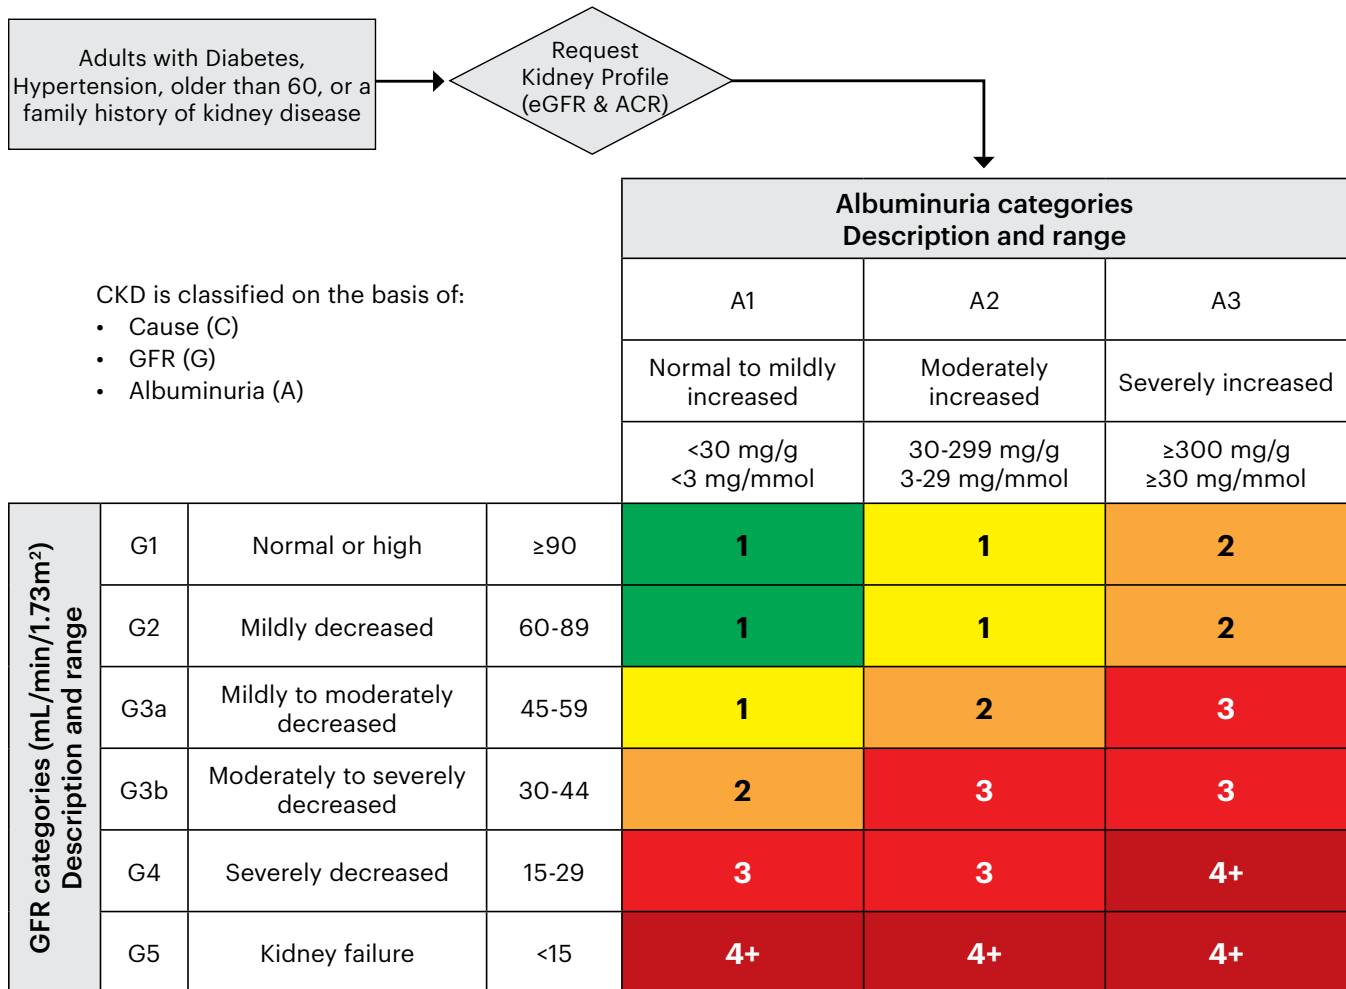 Adults with Diabetes,
Hypertension, older than 60, or a
family history of kidney disease
Request
Kidney Profile
(eGFR & ACR)
Albuminuria categories
Description and range
CKD is classified on the basis of:
• Cause (C)
• GFR (G)
• Albuminuria (A)
A1
A2
A3
Normal to mildly
increased
Moderately
increased
Severely increased
<30 mg/g
<3 mg/mmol
30-299 mg/g
3-29 mg/mmol
≥300 mg/g
≥30 mg/mmol
GFR categories (mL/min/1.73m²)
Description and range
G1
Normal or high
≥90
1
1
2
G2
Mildly decreased
60-89
1
1
2
G3a
Mildly to moderately
decreased
45-59
1
2
3
G3b
Moderately to severely
decreased
30-44
2
3
3
G4
Severely decreased
15-29
3
3
4+
G5
Kidney failure
<15
4+
4+
4+